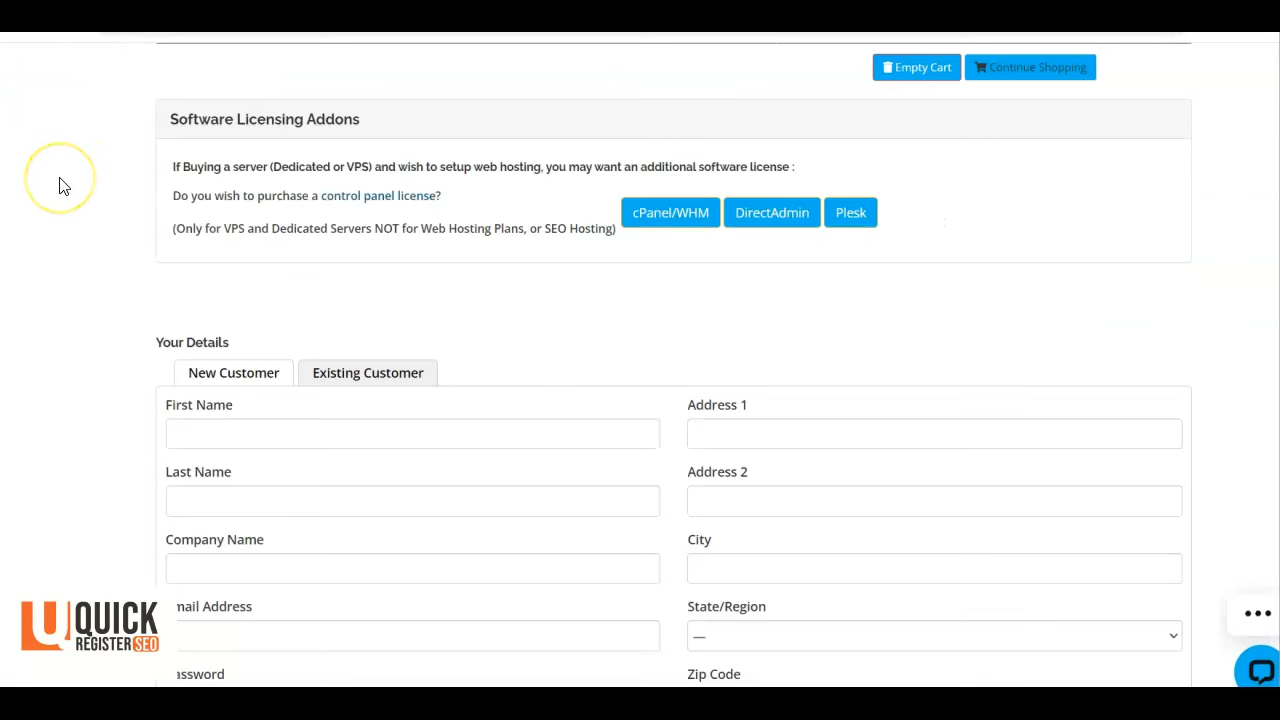 Empty Cart
Continue Shopping
Software Licensing Addons
If Buying a server (Dedicated or VPS) and wish to setup web hosting, you may want an additional software license :
Do you wish to purchase a control panel license?
(Only for VPS and Dedicated Servers NOT for Web Hosting Plans, or SEO Hosting)
cPanel/WHM
DirectAdmin
Plesk
Your Details
New Customer
Existing Customer
First Name
Address 1
Last Name
Address 2
Company Name
City
mail Address
State/Region
—
assword
Zip Code
QUICK
REGISTER SEO